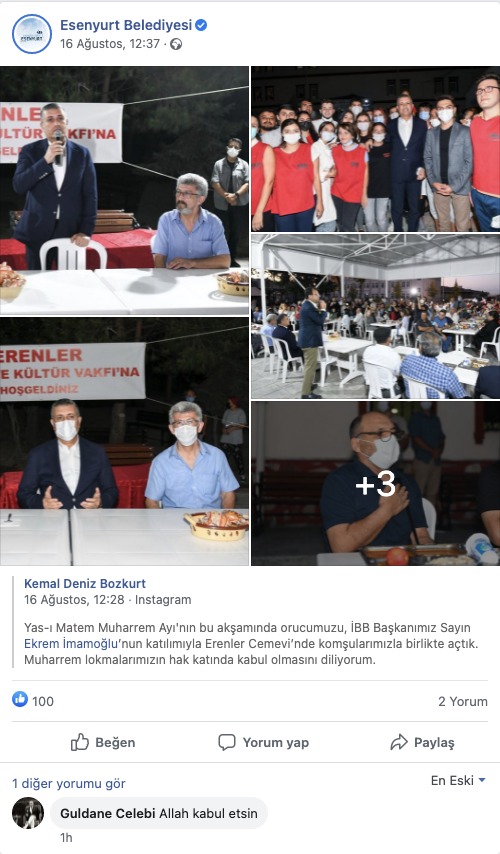 Esenyurt Belediyesi
16 Ağustos, 12:37 ·
ESENYURT
ENLE
ÜLTÜR VAKFI'NA
ERENLER
E KÜLTÜR VAKFI'NA
HOŞGELDİNİZ
+3
Kemal Deniz Bozkurt
16 Ağustos, 12:28 · Instagram
Yas-ı Matem Muharrem Ayı'nın bu akşamında orucumuzu, İBB Başkanımız Sayın
Ekrem İmamoğlu'nun katılımıyla Erenler Cemevi'nde komşularımızla birlikte açtık.
Muharrem lokmalarımızın hak katında kabul olmasını diliyorum.
100
2 Yorum
Beğen Yorum yap Paylaş
1 diğer yorumu gör
En Eski
Guldane Celebi Allah kabul etsin
1h